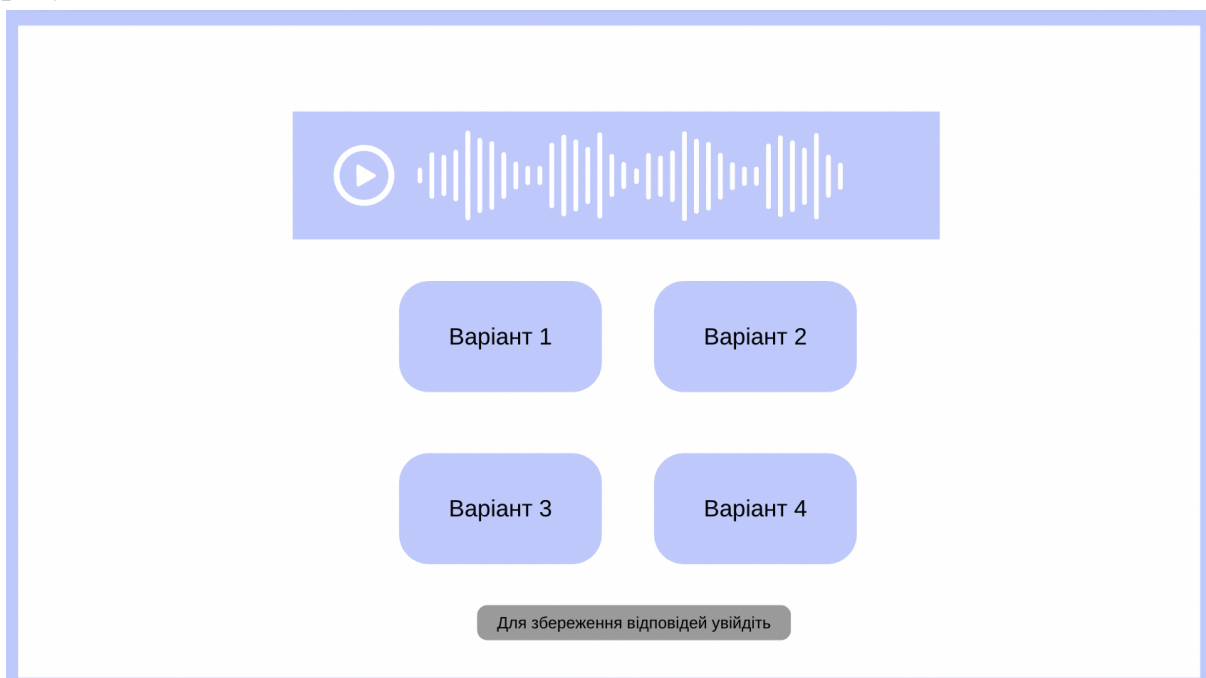 Варіант 1
Варіант 2
Варіант 3
Варіант 4
Для збереження відповідей увійдіть